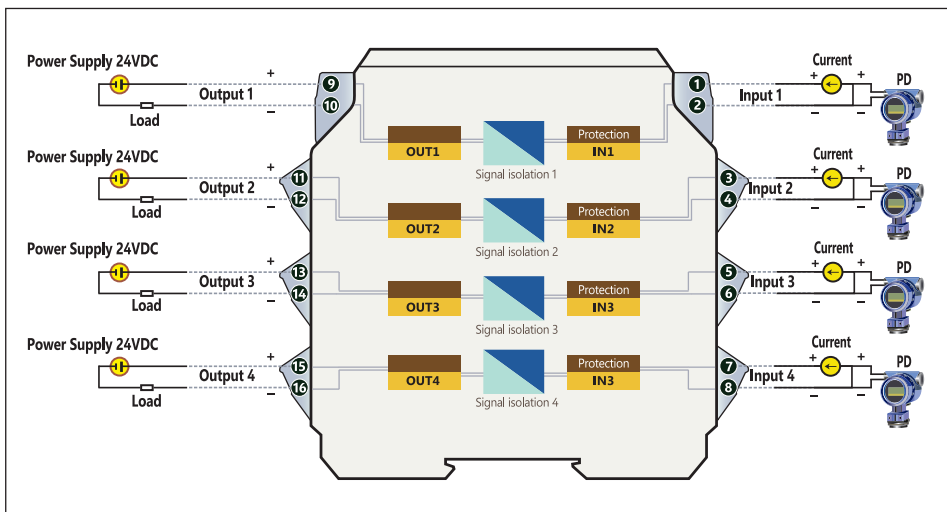 Power Supply 24VDC
+
Output 1
−
Load
9
10
OUT1
Signal isolation 1
Protection
IN1
1
2
Input 1
Current
+ +
− −
PD
Power Supply 24VDC
+
Output 2
−
Load
11
12
OUT2
Signal isolation 2
Protection
IN2
3
4
Input 2
Current
+ +
− −
PD
Power Supply 24VDC
+
Output 3
−
Load
13
14
OUT3
Signal isolation 3
Protection
IN3
5
6
Input 3
Current
+ +
− −
PD
Power Supply 24VDC
+
Output 4
−
Load
15
16
OUT4
Signal isolation 4
Protection
IN3
7
8
Input 4
Current
+ +
− −
PD